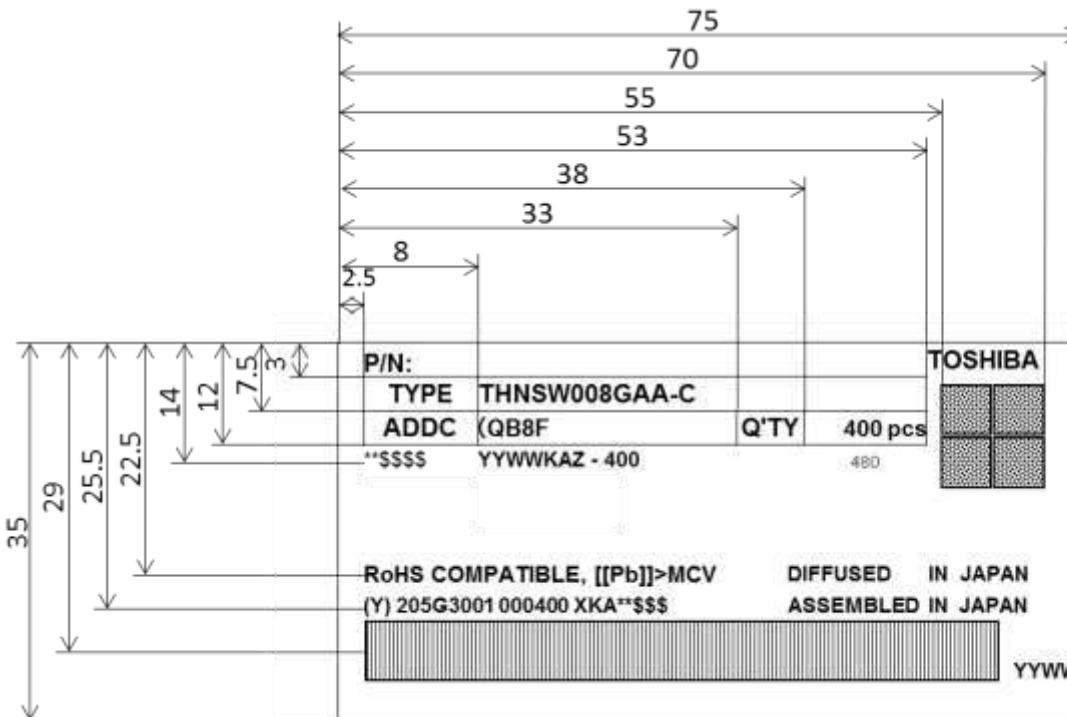 75
70
55
53
38
33
8
2.5
3
7.5
12
14
22.5
25.5
29
35
P/N: TOSHIBA
TYPE THNSW008GAA-C
ADDC (QB8F Q'TY 400 pcs
**$$$$ YYWWKAZ - 400 480
RoHS COMPATIBLE, [[Pb]]>MCV DIFFUSED IN JAPAN
(Y) 205G3001 000400 XKA**$$$ ASSEMBLED IN JAPAN